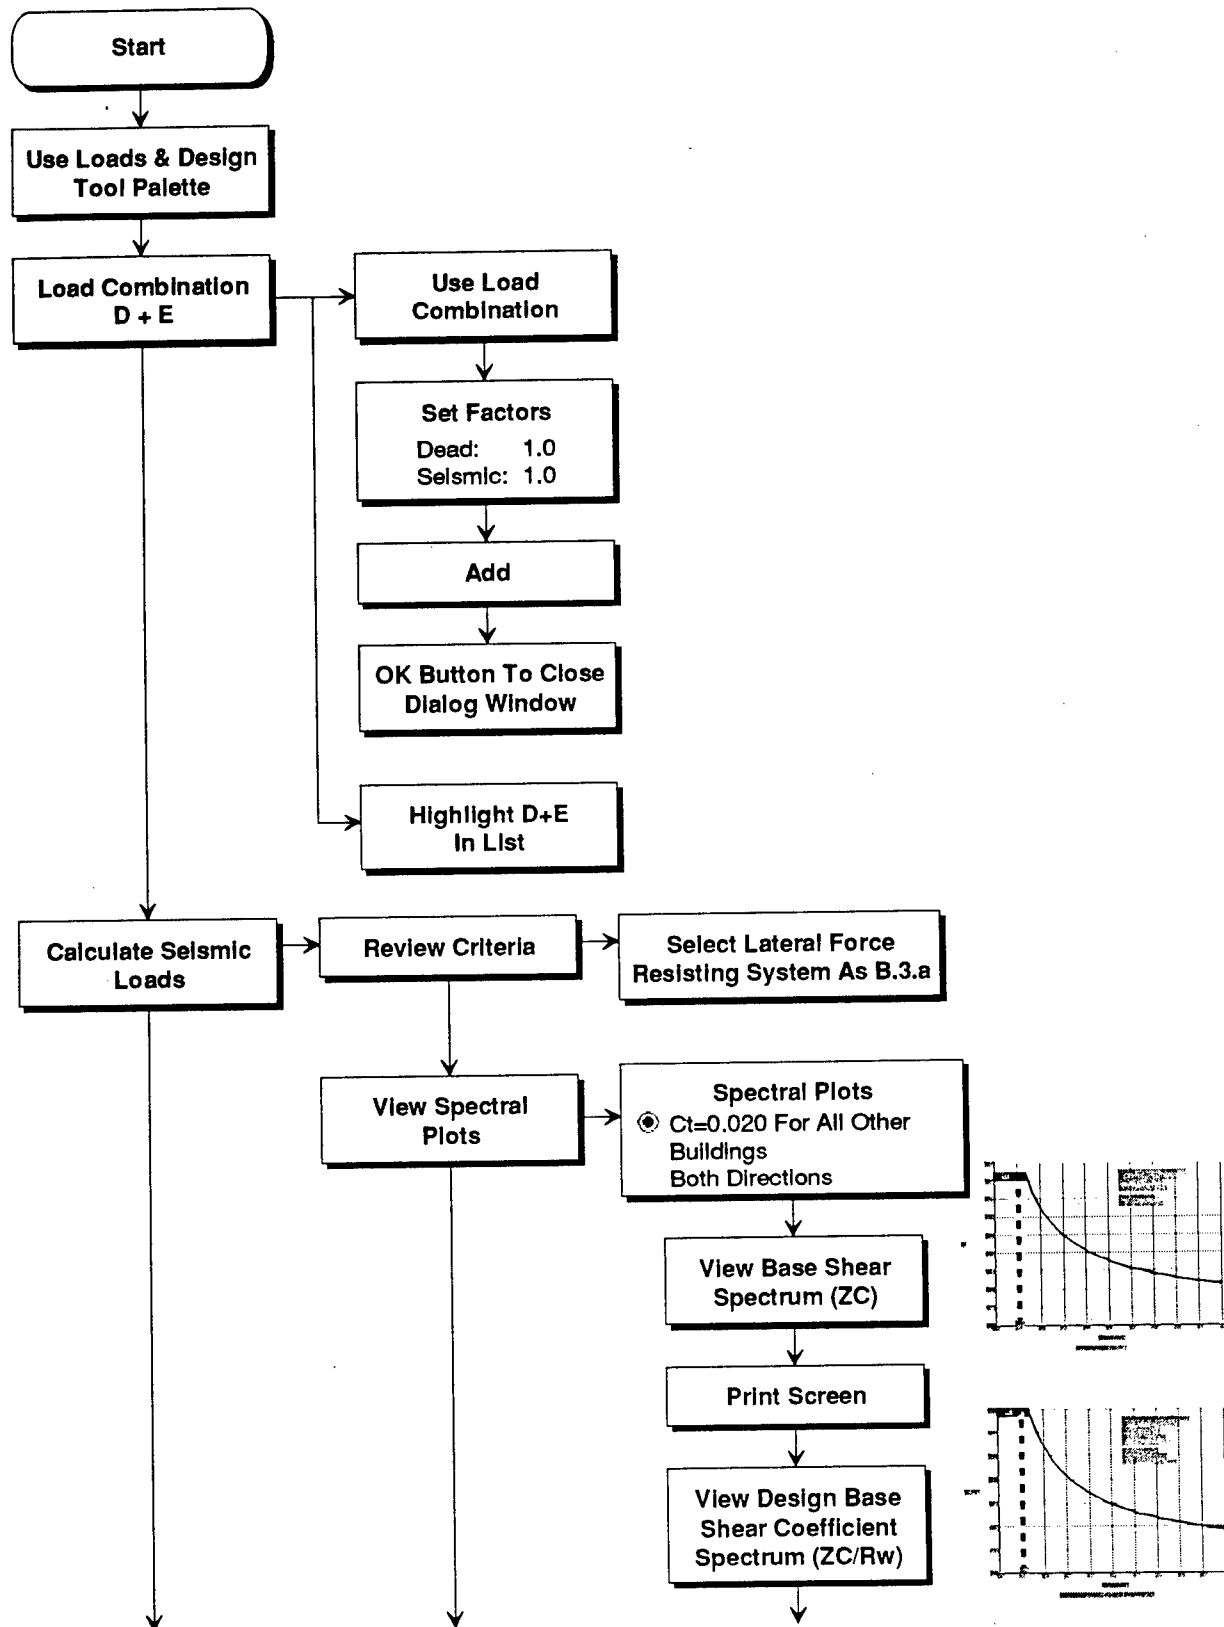 Start
Use Loads & Design
Tool Palette
Load Combination
D + E
Use Load
Combination
Set Factors
Dead: 1.0
Seismic: 1.0
Add
OK Button To Close
Dialog Window
Highlight D+E
In List
Calculate Seismic
Loads
Review Criteria
Select Lateral Force
Resisting System As B.3.a
View Spectral
Plots
Spectral Plots
Ct=0.020 For All Other
Buildings
Both Directions
View Base Shear
Spectrum (ZC)
Print Screen
View Design Base
Shear Coefficient
Spectrum (ZC/Rw)